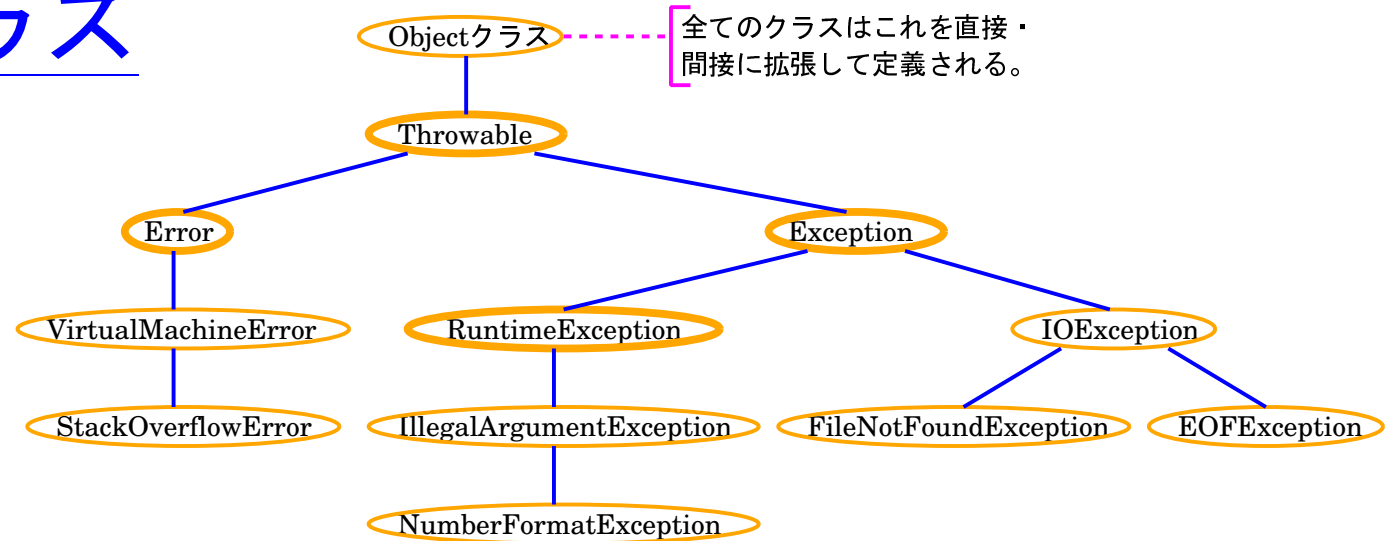 ラス
Objectクラス
全てのクラスはこれを直接・
間接に拡張して定義される。
Throwable
Error
Exception
VirtualMachineError
RuntimeException
IOException
StackOverflowError
IllegalArgumentException
FileNotFoundException
EOFException
NumberFormatException